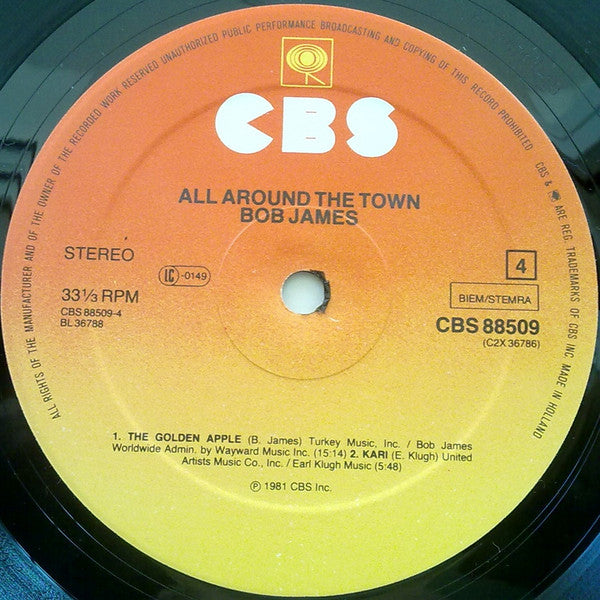 ALL RIGHTS OF THE MANUFACTURER AND OF THE OWNER OF THE RECORDED WORK RESERVED UNAUTHORIZED PUBLIC PERFORMANCE BROADCASTING AND COPYING OF THIS RECORD PROHIBITED
CBS & ARE REG. TRADEMARKS OF CBS INC. MADE IN HOLLAND
CBS
ALL AROUND THE TOWN
BOB JAMES
STEREO
IC -0149
4
33⅓ RPM
BIEM/STEMRA
CBS 88509-4
BL 36788
CBS 88509
(C2X 36786)
1. THE GOLDEN APPLE (B. James) Turkey Music, Inc. / Bob James
Worldwide Admin. by Wayward Music Inc. (15:14) 2. KARI (E. Klugh) United
Artists Music Co., Inc. / Earl Klugh Music (5:48)
℗ 1981 CBS Inc.